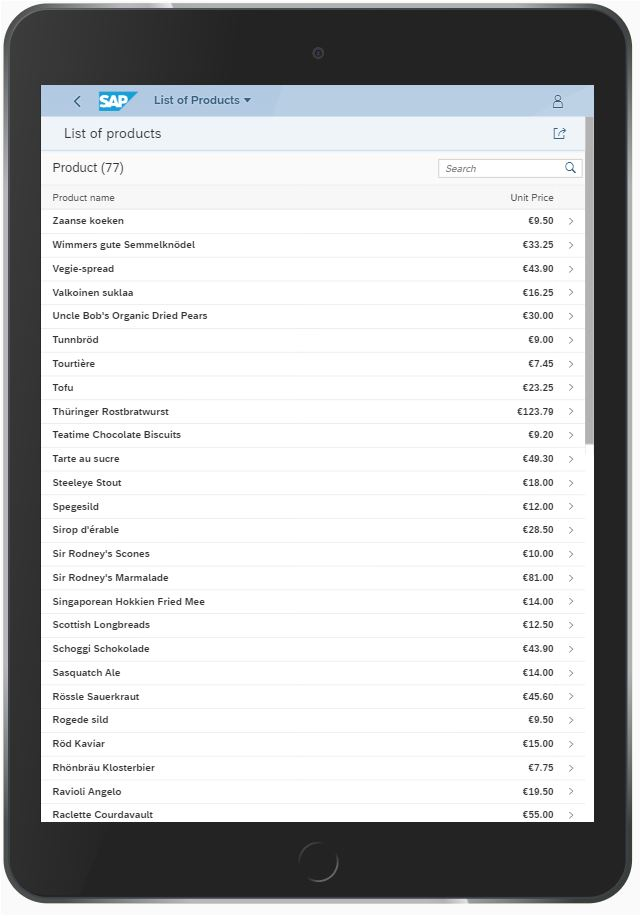 SAP List of Products
List of products
Product (77)
Search
Product name Unit Price
Zaanse koeken €9.50
Wimmers gute Semmelknödel €33.25
Vegie-spread €43.90
Valkoinen suklaa €16.25
Uncle Bob's Organic Dried Pears €30.00
Tunnbröd €9.00
Tourtière €7.45
Tofu €23.25
Thüringer Rostbratwurst €123.79
Teatime Chocolate Biscuits €9.20
Tarte au sucre €49.30
Steeleye Stout €18.00
Spegesild €12.00
Sirop d'érable €28.50
Sir Rodney's Scones €10.00
Sir Rodney's Marmalade €81.00
Singaporean Hokkien Fried Mee €14.00
Scottish Longbreads €12.50
Schoggi Schokolade €43.90
Sasquatch Ale €14.00
Rössle Sauerkraut €45.60
Rogede sild €9.50
Röd Kaviar €15.00
Rhönbräu Klosterbier €7.75
Ravioli Angelo €19.50
Raclette Courdavault €55.00